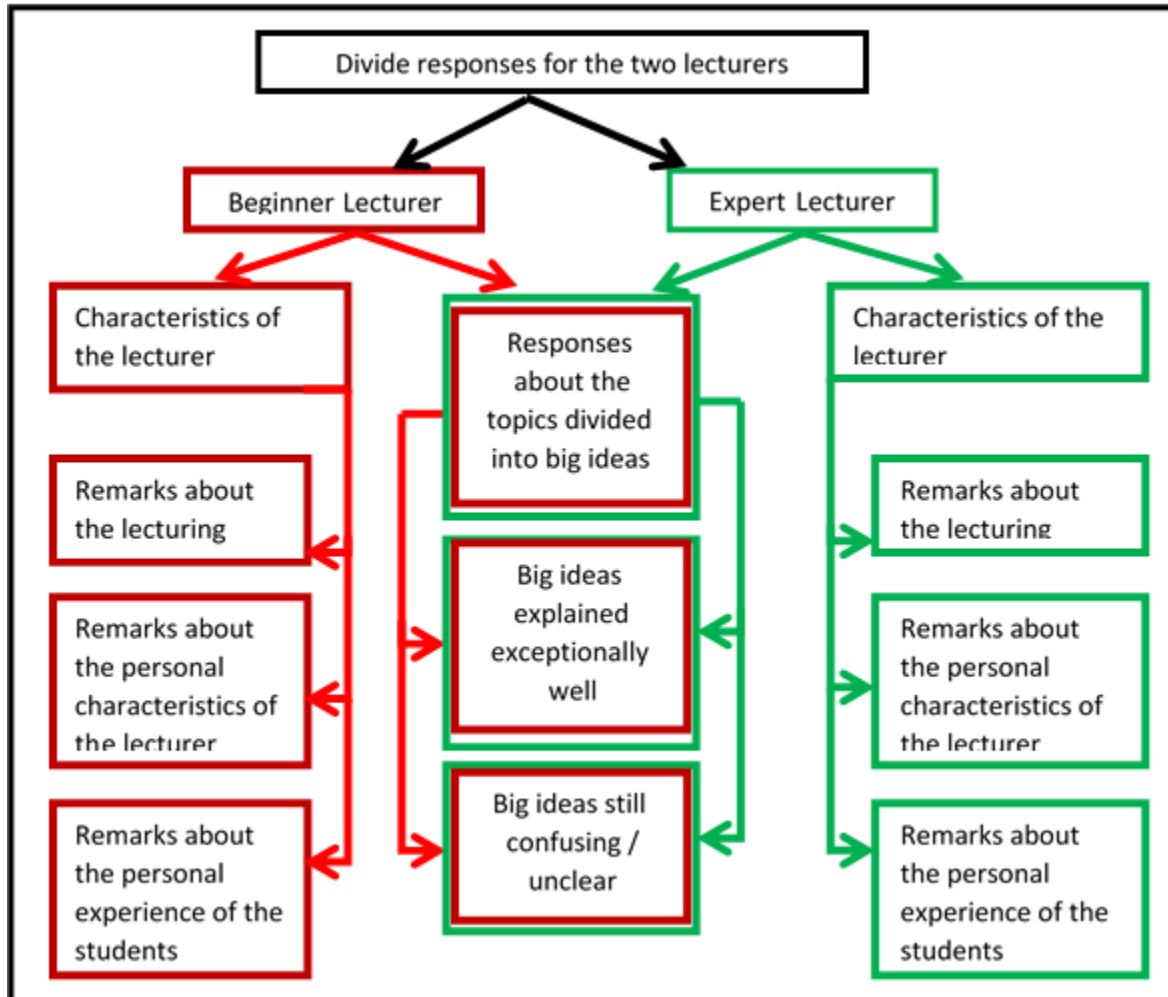 Divide responses for the two lecturers
Beginner Lecturer
Expert Lecturer
Characteristics of
the lecturer
Responses
about the
topics divided
into big ideas
Characteristics of the
lecturer
Remarks about
the lecturing
Big ideas
explained
exceptionally
well
Remarks about
the lecturing
Remarks about
the personal
characteristics of
the lecturer
Remarks about
the personal
characteristics of
the lecturer
Big ideas still
confusing /
unclear
Remarks about
the personal
experience of the
students
Remarks about
the personal
experience of the
students